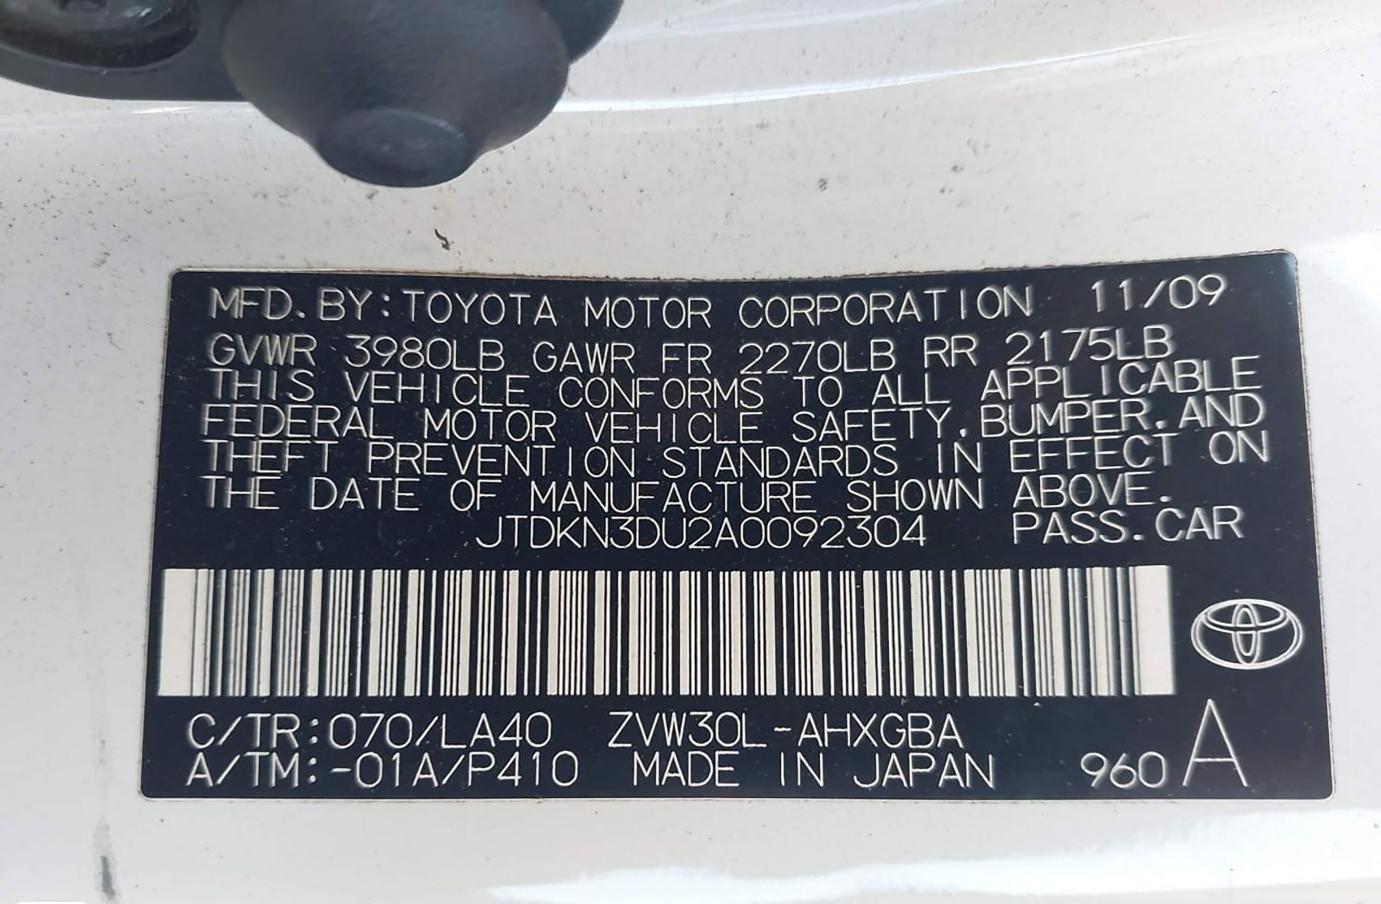 MFD. BY: TOYOTA MOTOR CORPORATION 11/09
GVWR 3980LB GAWR FR 2270LB RR 2175LB
THIS VEHICLE CONFORMS TO ALL APPLICABLE
FEDERAL MOTOR VEHICLE SAFETY, BUMPER, AND
THEFT PREVENTION STANDARDS IN EFFECT ON
THE DATE OF MANUFACTURE SHOWN ABOVE.
JTDKN3DU2A0092304 PASS. CAR
C/TR: 070/LA40 ZVW30L-AHXGBA
A/TM: -01A/P410 MADE IN JAPAN 960 A